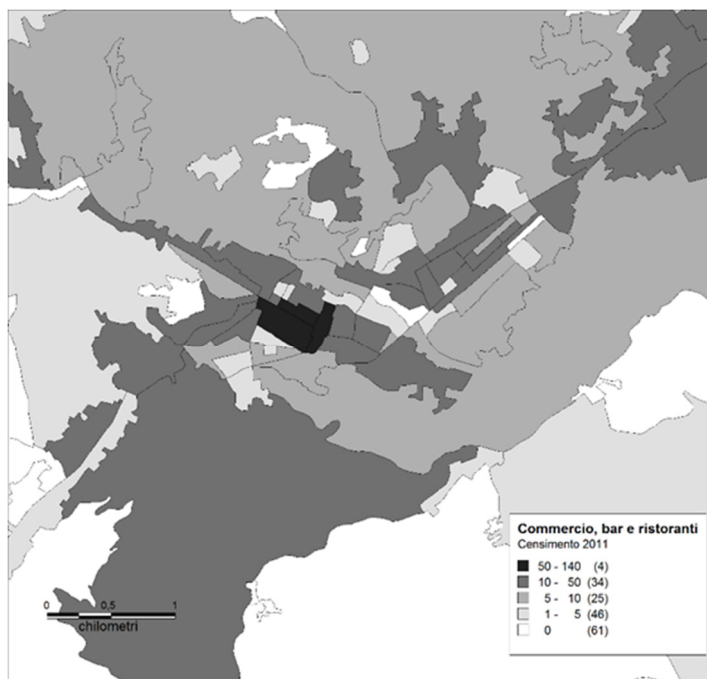 Commercio, bar e ristoranti
Censimento 2011
50 - 140 (4)
10 - 50 (34)
5 - 10 (25)
1 - 5 (46)
0 (61)
0 0,5 1
chilometri